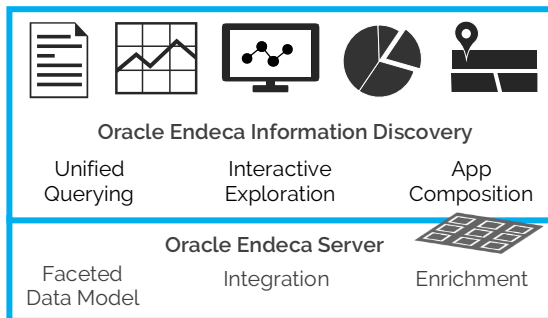 Oracle Endeca Information Discovery
Unified
Querying
Interactive
Exploration
App
Composition
Oracle Endeca Server
Faceted
Data Model
Integration
Enrichment